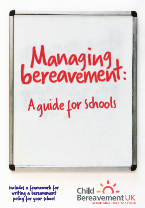 Managing
bereavement:
A guide for schools
Includes a framework for
writing a bereavement
policy for your school
Child
Bereavement UK